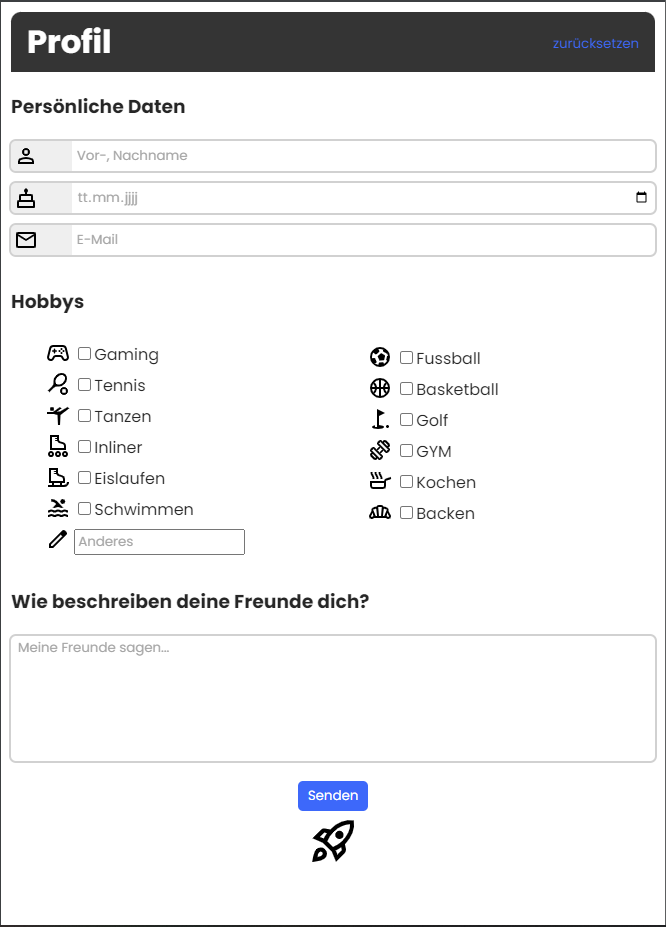 Profil
zurücksetzen
Persönliche Daten
Vor-, Nachname
tt.mm.jjjj
E-Mail
Hobbys
Gaming
Tennis
Tanzen
Inliner
Eislaufen
Schwimmen
Anderes
Fussball
Basketball
Golf
GYM
Kochen
Backen
Wie beschreiben deine Freunde dich?
Meine Freunde sagen...
Senden